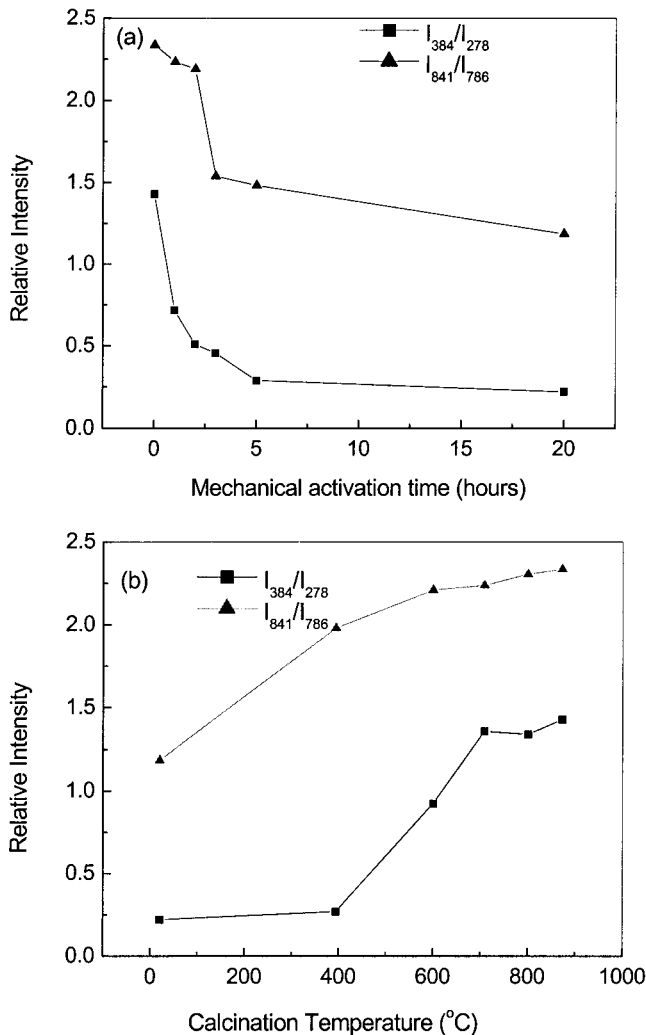 (a)
I384/I278
I841/I786
2.5
2.0
1.5
1.0
0.5
0.0
Relative Intensity
0
5
10
15
20
Mechanical activation time (hours)
(b)
I384/I278
I841/I786
2.5
2.0
1.5
1.0
0.5
0.0
Relative Intensity
0
200
400
600
800
1000
Calcination Temperature (°C)